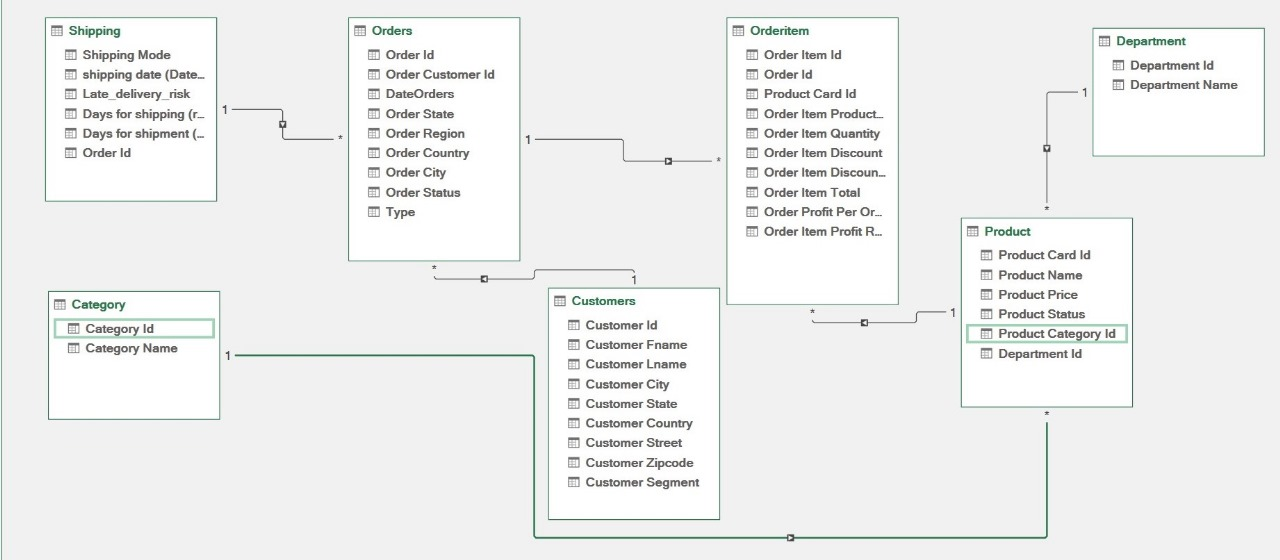 Shipping
Shipping Mode
shipping date (Date...
Late_delivery_risk
Days for shipping (r...
Days for shipment (...
Order Id
1
*
Orders
Order Id
Order Customer Id
DateOrders
Order State
Order Region
Order Country
Order City
Order Status
Type
1
*
Orderitem
Order Item Id
Order Id
Product Card Id
Order Item Product...
Order Item Quantity
Order Item Discount
Order Item Discoun...
Order Item Total
Order Profit Per Or...
Order Item Profit R...
Department
Department Id
Department Name
1
*
Product
Product Card Id
Product Name
Product Price
Product Status
Product Category Id
Department Id
*
1
*
1
Category
Category Id
Category Name
1
Customers
Customer Id
Customer Fname
Customer Lname
Customer City
Customer State
Customer Country
Customer Street
Customer Zipcode
Customer Segment
*